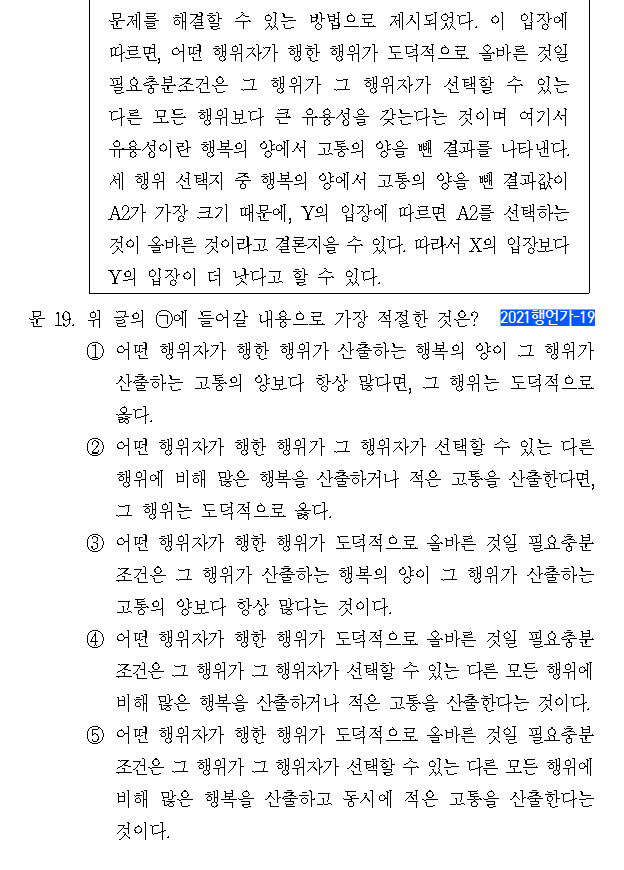 문제를 해결할 수 있는 방법으로 제시되었다. 이 입장에
따르면, 어떤 행위자가 행한 행위가 도덕적으로 올바른 것일
필요충분조건은 그 행위가 그 행위자가 선택할 수 있는
다른 모든 행위보다 큰 유용성을 갖는다는 것이며 여기서
유용성이란 행복의 양에서 고통의 양을 뺀 결과를 나타낸다.
세 행위 선택지 중 행복의 양에서 고통의 양을 뺀 결과값이
A2가 가장 크기 때문에, Y의 입장에 따르면 A2를 선택하는
것이 올바른 것이라고 결론지을 수 있다. 따라서 X의 입장보다
Y의 입장이 더 낫다고 할 수 있다.
문 19. 위 글의 ㉠에 들어갈 내용으로 가장 적절한 것은? 2021행언가-19
① 어떤 행위자가 행한 행위가 산출하는 행복의 양이 그 행위가
산출하는 고통의 양보다 항상 많다면, 그 행위는 도덕적으로
옳다.
② 어떤 행위자가 행한 행위가 그 행위자가 선택할 수 있는 다른
행위에 비해 많은 행복을 산출하거나 적은 고통을 산출한다면,
그 행위는 도덕적으로 옳다.
③ 어떤 행위자가 행한 행위가 도덕적으로 올바른 것일 필요충분
조건은 그 행위가 산출하는 행복의 양이 그 행위가 산출하는
고통의 양보다 항상 많다는 것이다.
④ 어떤 행위자가 행한 행위가 도덕적으로 올바른 것일 필요충분
조건은 그 행위가 그 행위자가 선택할 수 있는 다른 모든 행위에
비해 많은 행복을 산출하거나 적은 고통을 산출한다는 것이다.
⑤ 어떤 행위자가 행한 행위가 도덕적으로 올바른 것일 필요충분
조건은 그 행위가 그 행위자가 선택할 수 있는 다른 모든 행위에
비해 많은 행복을 산출하고 동시에 적은 고통을 산출한다는
것이다.